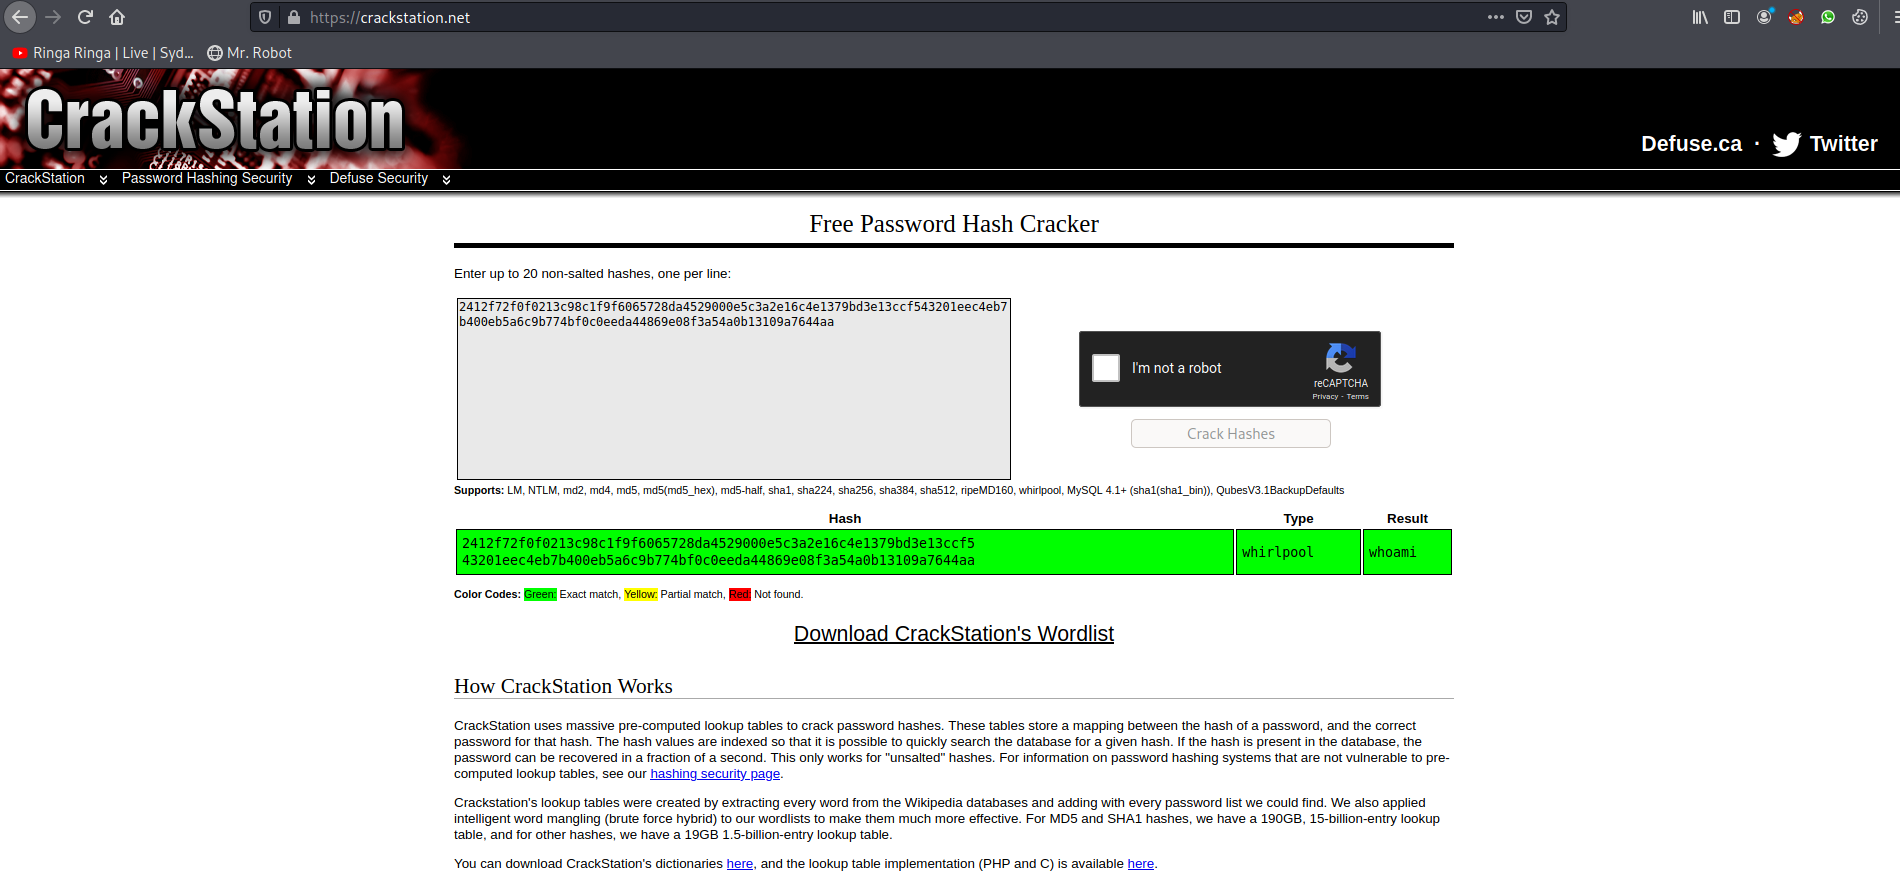 https://crackstation.net
Ringa Ringa | Live | Syd... Mr. Robot
CrackStation
Defuse.ca · Twitter
CrackStation Password Hashing Security Defuse Security
Free Password Hash Cracker
Enter up to 20 non-salted hashes, one per line:
2412f72f0f0213c98c1f9f6065728da4529000e5c3a2e16c4e1379bd3e13ccf543201eec4eb7
b400eb5a6c9b774bf0c0eeda44869e08f3a54a0b13109a7644aa
I'm not a robot
reCAPTCHA
Privacy - Terms
Crack Hashes
Supports: LM, NTLM, md2, md4, md5, md5(md5_hex), md5-half, sha1, sha224, sha256, sha384, sha512, ripeMD160, whirlpool, MySQL 4.1+ (sha1(sha1_bin)), QubesV3.1BackupDefaults
Hash Type Result
2412f72f0f0213c98c1f9f6065728da4529000e5c3a2e16c4e1379bd3e13ccf5
43201eec4eb7b400eb5a6c9b774bf0c0eeda44869e08f3a54a0b13109a7644aa
whirlpool
whoami
Color Codes: Green: Exact match, Yellow: Partial match, Red: Not found.
Download CrackStation's Wordlist
How CrackStation Works
CrackStation uses massive pre-computed lookup tables to crack password hashes. These tables store a mapping between the hash of a password, and the correct
password for that hash. The hash values are indexed so that it is possible to quickly search the database for a given hash. If the hash is present in the database, the
password can be recovered in a fraction of a second. This only works for "unsalted" hashes. For information on password hashing systems that are not vulnerable to pre-
computed lookup tables, see our hashing security page.
Crackstation's lookup tables were created by extracting every word from the Wikipedia databases and adding with every password list we could find. We also applied
intelligent word mangling (brute force hybrid) to our wordlists to make them much more effective. For MD5 and SHA1 hashes, we have a 190GB, 15-billion-entry lookup
table, and for other hashes, we have a 19GB 1.5-billion-entry lookup table.
You can download CrackStation's dictionaries here, and the lookup table implementation (PHP and C) is available here.